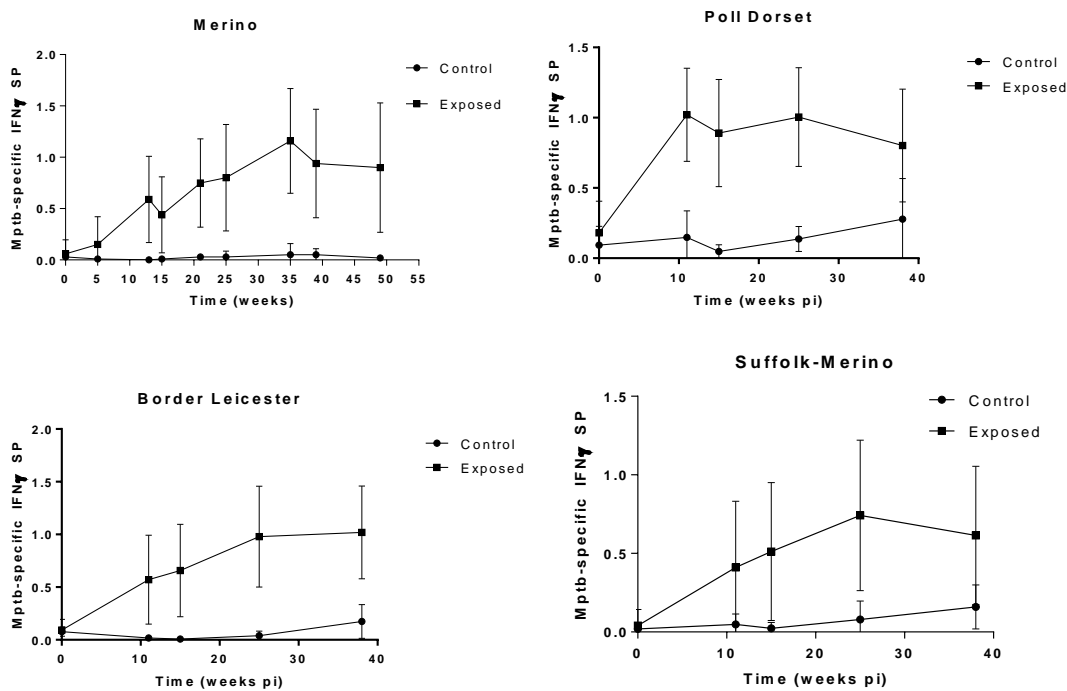 Merino
Mptb-specific IFNγ SP
2.0
1.5
1.0
0.5
0.0
0 5 10 15 20 25 30 35 40 45 50 55
Time (weeks)
Control
Exposed
Poll Dorset
Mptb-specific IFNγ SP
1.5
1.0
0.5
0.0
0 10 20 30 40
Time (weeks pi)
Control
Exposed
Border Leicester
Mptb-specific IFNγ SP
2.0
1.5
1.0
0.5
0.0
0 10 20 30 40
Time (weeks pi)
Control
Exposed
Suffolk-Merino
Mptb-specific IFNγ SP
1.5
1.0
0.5
0.0
0 10 20 30 40
Time (weeks pi)
Control
Exposed